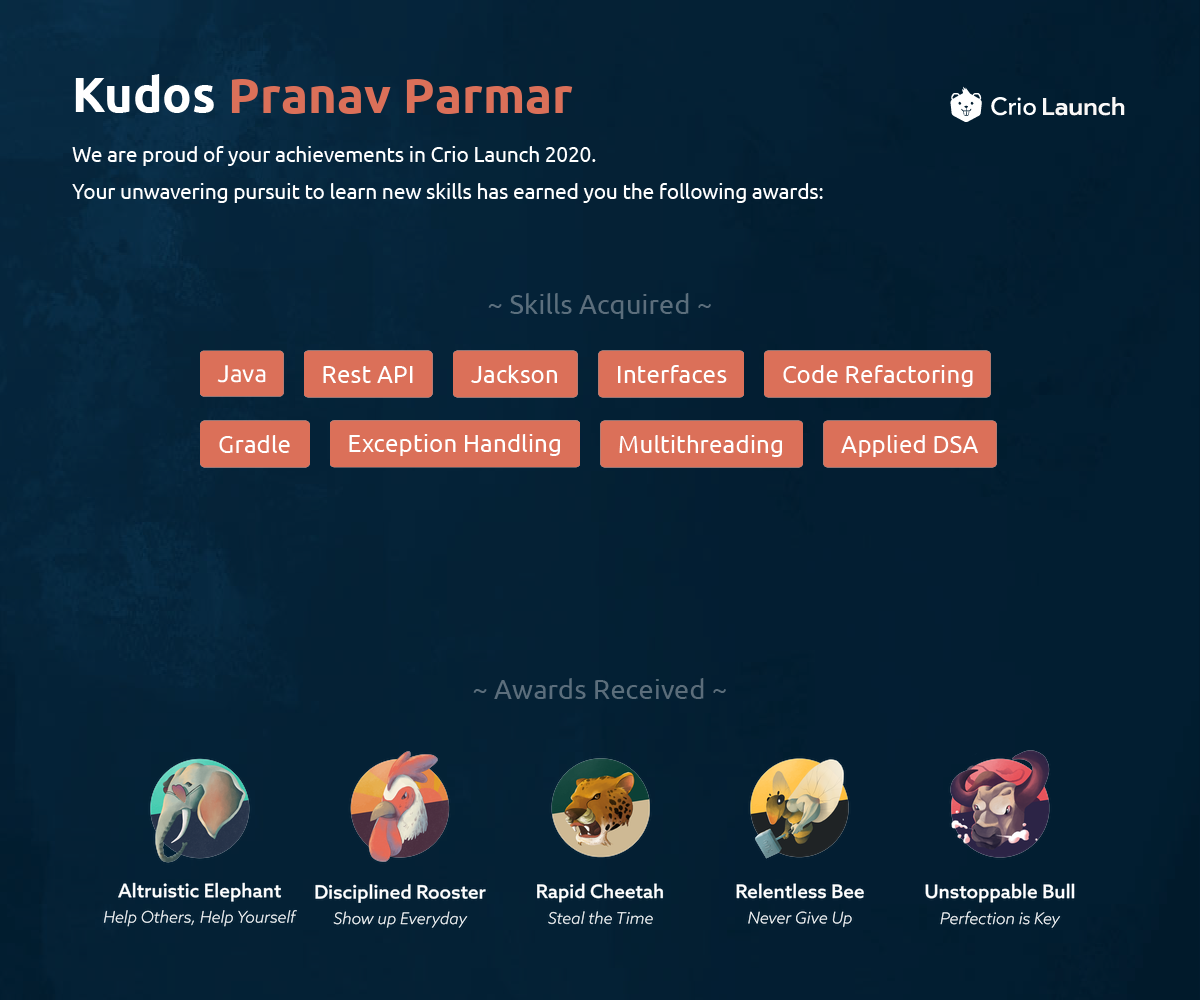 Kudos Pranav Parmar
Crio Launch
We are proud of your achievements in Crio Launch 2020.
Your unwavering pursuit to learn new skills has earned you the following awards:
~ Skills Acquired ~
Java Rest API Jackson Interfaces Code Refactoring
Gradle Exception Handling Multithreading Applied DSA
~ Awards Received ~
Altruistic Elephant Disciplined Rooster Rapid Cheetah Relentless Bee Unstoppable Bull
Help Others, Help Yourself Show up Everyday Steal the Time Never Give Up Perfection is Key